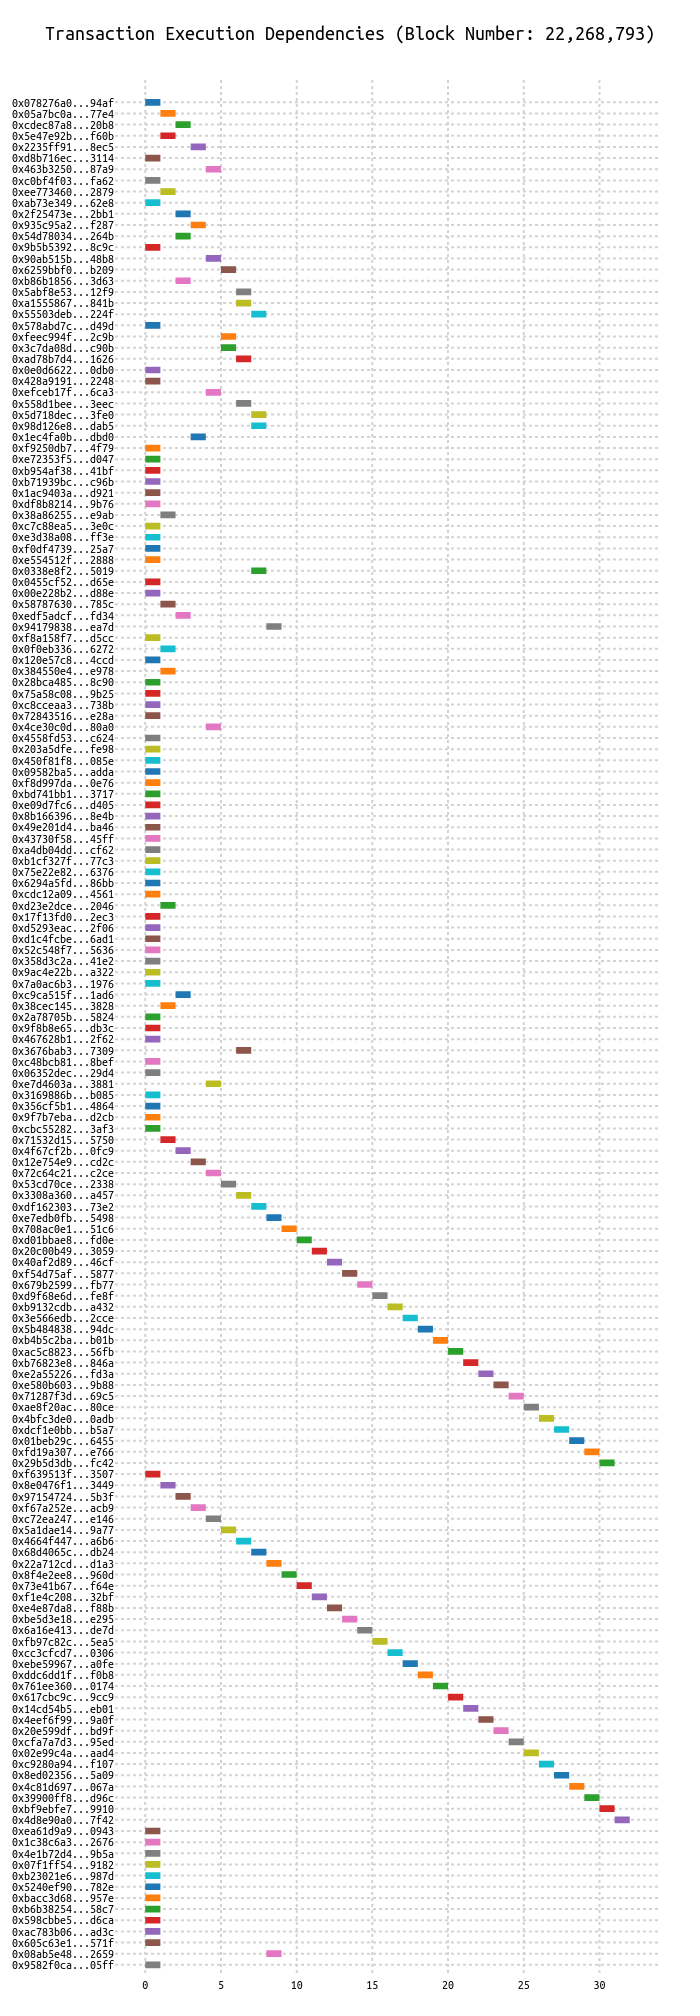 Transaction Execution Dependencies (Block Number: 22,268,793)
0x078276a0...94af
0x05a7bc0a...77e4
0xcdec87a8...20b8
0x5e47e92b...f60b
0x2235ff91...8ec5
0xd8b716ec...3114
0x463b3250...87a9
0xc0bf4f03...fa62
0xee773460...2879
0xab73e349...62e8
0x2f25473e...2bb1
0x935c95a2...f287
0x54d78034...264b
0x9b5b5392...8c9c
0x90ab515b...48b8
0x6259bbf0...b209
0xb86b1856...3d63
0x5abf8e53...12f9
0xa1555867...841b
0x55503deb...224f
0x578abd7c...d49d
0xfeec994f...2c9b
0x3c7da08d...c90b
0xad78b7d4...1626
0x0e0d6622...0db0
0x428a9191...2248
0xefceb17f...6ca3
0x558d1bee...3eec
0x5d718dec...3fe0
0x98d126e8...dab5
0x1ec4fa0b...dbd0
0xf9250db7...4f79
0xe72353f5...d047
0xb954af38...41bf
0xb71939bc...c96b
0x1ac9403a...d921
0xdf8b8214...9b76
0x38a86255...e9ab
0xc7c88ea5...3e0c
0xe3d38a08...ff3e
0xf0df4739...25a7
0xe554512f...2888
0x0338e8f2...5019
0x0455cf52...d65e
0x00e228b2...d88e
0x58787630...785c
0xedf5adcf...fd34
0x94179838...ea7d
0xf8a158f7...d5cc
0x0f0eb336...6272
0x120e57c8...4ccd
0x384550e4...e978
0x28bca485...8c90
0x75a58c08...9b25
0xc8cceaa3...738b
0x72843516...e28a
0x4ce30c0d...80a0
0x4558fd53...c624
0x203a5dfe...fe98
0x450f81f8...085e
0x09582ba5...adda
0xf8d997da...0e76
0xbd741bb1...3717
0xe09d7fc6...d405
0x8b166396...8e4b
0x49e201d4...ba46
0x43730f58...45ff
0xa4db04dd...cf62
0xb1cf327f...77c3
0x75e22e82...6376
0x6294a5fd...86bb
0xcdc12a09...4561
0xd23e2dce...2046
0x17f13fd0...2ec3
0xd5293eac...2f06
0xd1c4fcbe...6ad1
0x52c548f7...5636
0x358d3c2a...41e2
0x9ac4e22b...a322
0x7a0ac6b3...1976
0xc9ca515f...1ad6
0x38cec145...3828
0x2a78705b...5824
0x9f8b8e65...db3c
0x467628b1...2f62
0x3676bab3...7309
0xc48bcb81...8bef
0x06352dec...29d4
0xe7d4603a...3881
0x3169886b...b085
0x356cf5b1...4864
0x9f7b7eba...d2cb
0xcbc55282...3af3
0x71532d15...5750
0x4f67cf2b...0fc9
0x12e754e9...cd2c
0x72c64c21...c2ce
0x53cd70ce...2338
0x3308a360...a457
0xdf162303...73e2
0xe7edb0fb...5498
0x708ac0e1...51c6
0xd01bbae8...fd0e
0x20c00b49...3059
0x40af2d89...46cf
0xf54d75af...5877
0x679b2599...fb77
0xd9f68e6d...fe8f
0xb9132cdb...a432
0x3e566edb...2cce
0x5b484838...94dc
0xb4b5c2ba...b01b
0xac5c8823...56fb
0xb76823e8...846a
0xe2a55226...fd3a
0xe580b603...9b88
0x71287f3d...69c5
0xae8f20ac...80ce
0x4bfc3de0...0adb
0xdcf1e0bb...b5a7
0x01beb29c...6455
0xfd19a307...e766
0x29b5d3db...fc42
0xf639513f...3507
0x8e0476f1...3449
0x97154724...5b3f
0xf67a252e...acb9
0xc72ea247...e146
0x5a1dae14...9a77
0x4664f447...a6b6
0x68d4065c...db24
0x22a712cd...d1a3
0x8f4e2ee8...960d
0x73e41b67...f64e
0xf1e4c208...32bf
0xe4e87da8...f88b
0xbe5d3e18...e295
0x6a16e413...de7d
0xfb97c82c...5ea5
0xcc3cfcd7...0306
0xebe59967...a0fe
0xddc6dd1f...f0b8
0x761ee360...0174
0x617cbc9c...9cc9
0x14cd54b5...eb01
0x4eef6f99...9a0f
0x20e599df...bd9f
0xcfa7a7d3...95ed
0x02e99c4a...aad4
0xc9280a94...f107
0x8ed02356...5a09
0x4c81d697...067a
0x39900ff8...d96c
0xbf9ebfe7...9910
0x4d8e90a0...7f42
0xea61d9a9...0943
0x1c38c6a3...2676
0x4e1b72d4...9b5a
0x07f1ff54...9182
0xb23021e6...987d
0x5240ef90...782e
0xbacc3d68...957e
0xb6b38254...58c7
0x598cbbe5...d6ca
0xac783b06...ad3c
0x605c63e1...571f
0x08ab5e48...2659
0x9582f0ca...05ff
0 5 10 15 20 25 30